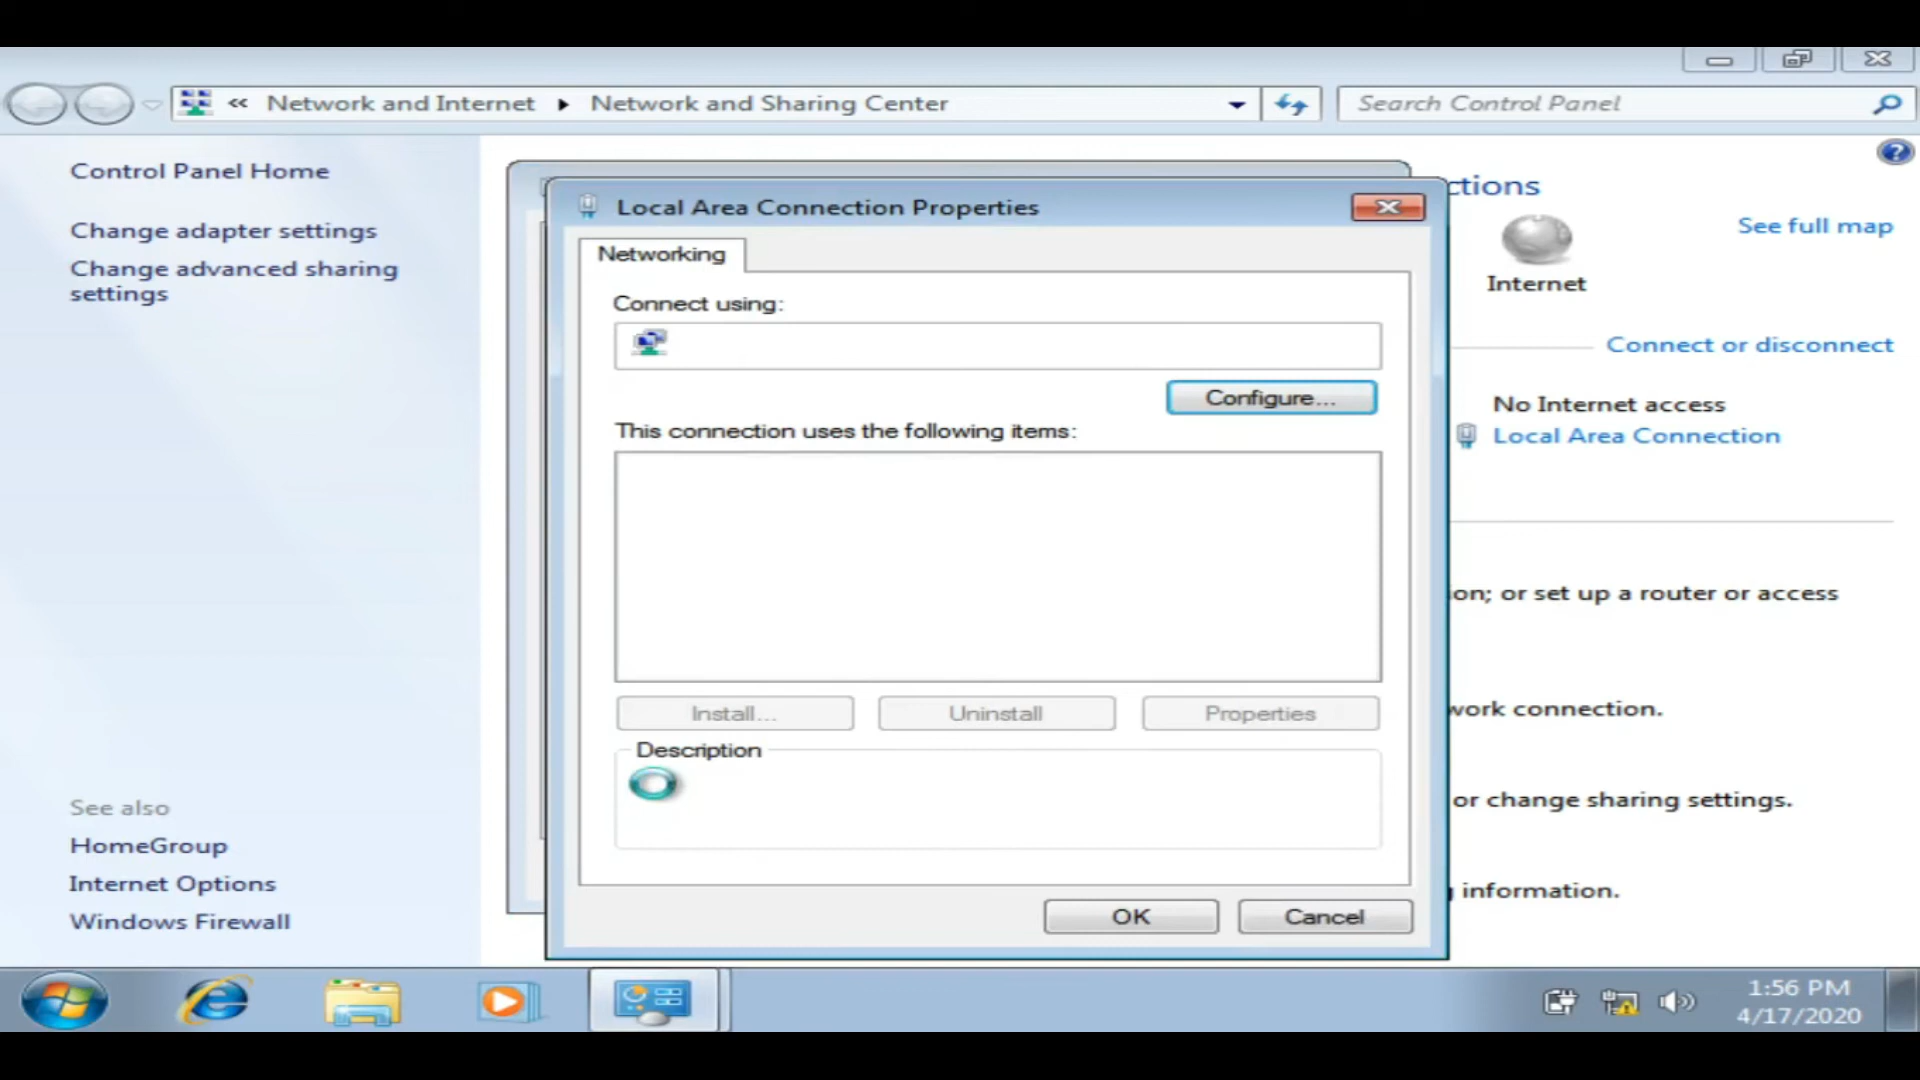 « Network and Internet ▸ Network and Sharing Center
Search Control Panel
Control Panel Home
Change adapter settings
Change advanced sharing
settings
See also
HomeGroup
Internet Options
Windows Firewall
Local Area Connection Properties
Networking
Connect using:
Configure...
This connection uses the following items:
Install...
Uninstall
Properties
Description
OK
Cancel
ctions
See full map
Internet
Connect or disconnect
No Internet access
Local Area Connection
on; or set up a router or access
work connection.
or change sharing settings.
information.
1:56 PM
4/17/2020